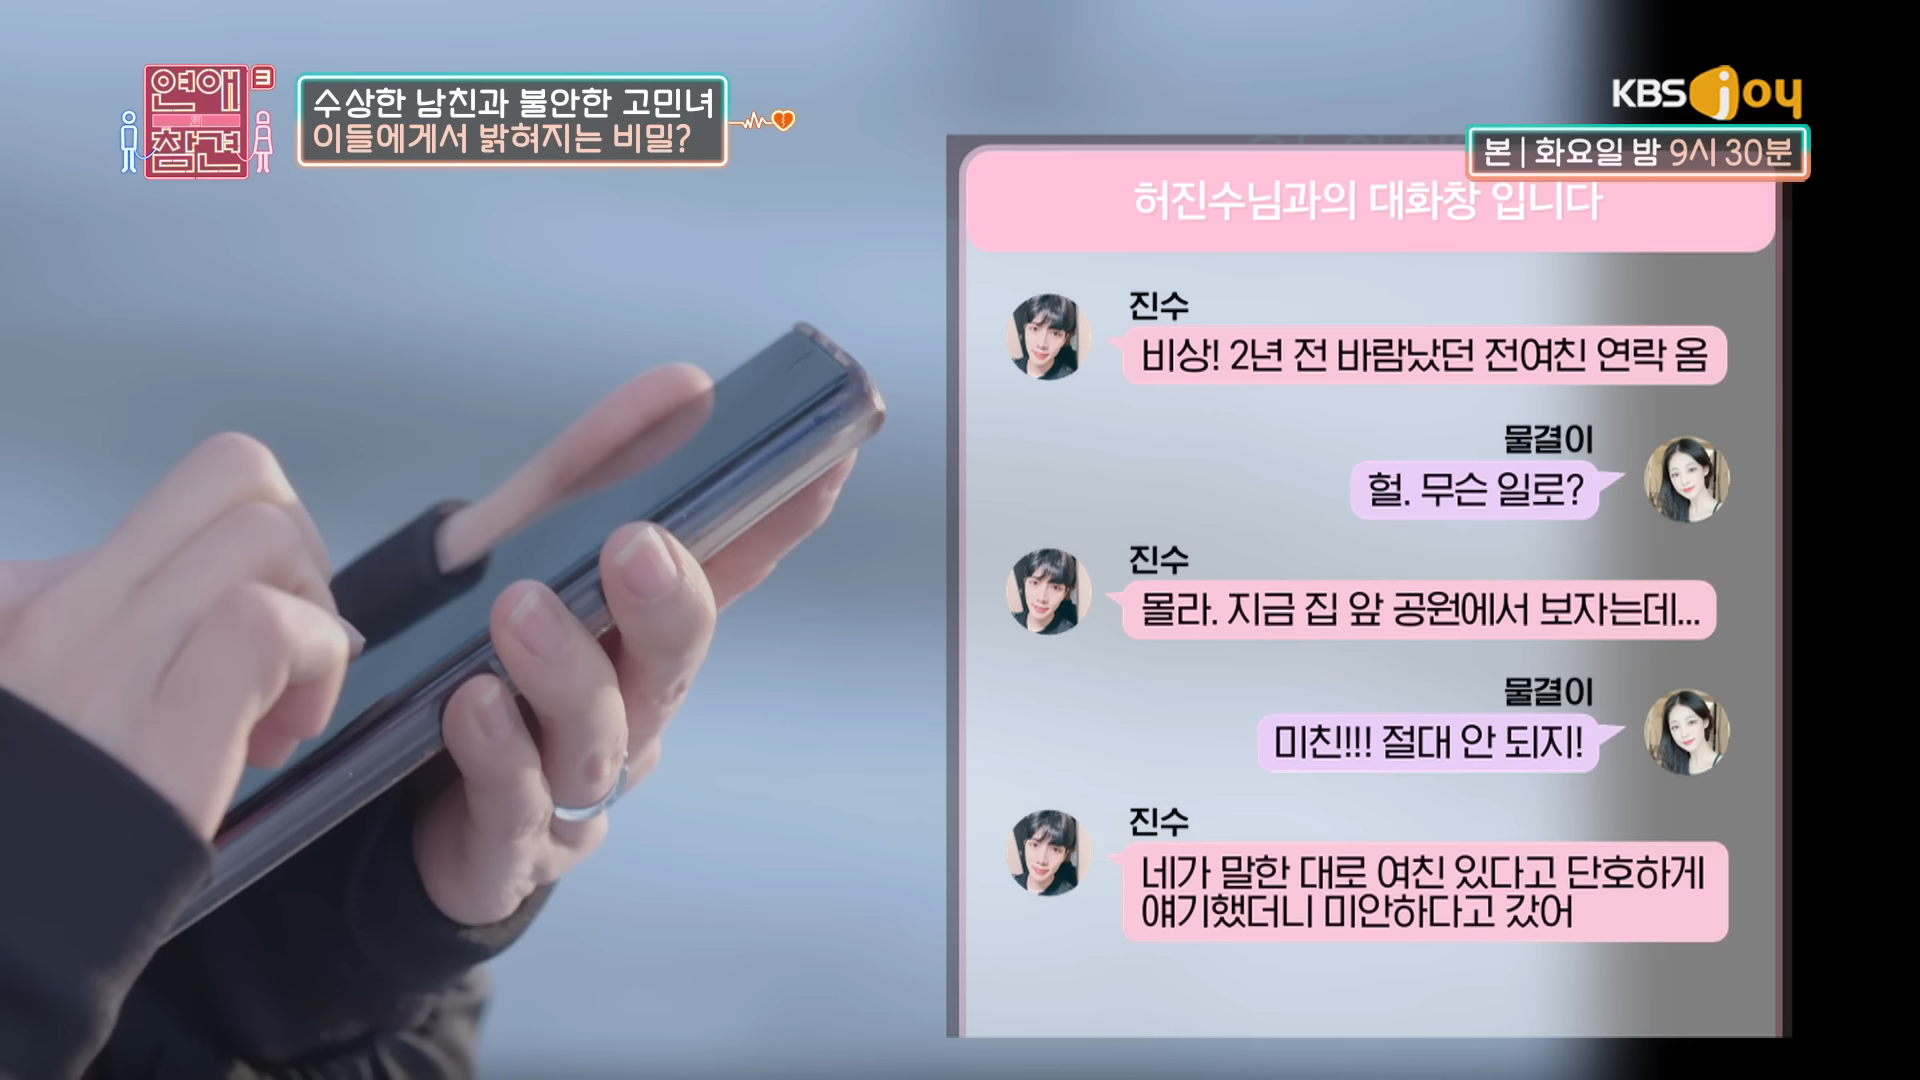 연애의 참견 3
수상한 남친과 불안한 고민녀
이들에게서 밝혀지는 비밀?
KBS joy
본 | 화요일 밤 9시 30분
허진수님과의 대화창 입니다
진수
비상! 2년 전 바람났던 전여친 연락 옴
물결이
헐. 무슨 일로?
진수
몰라. 지금 집 앞 공원에서 보자는데...
물결이
미친!!! 절대 안 되지!
진수
네가 말한 대로 여친 있다고 단호하게
얘기했더니 미안하다고 갔어